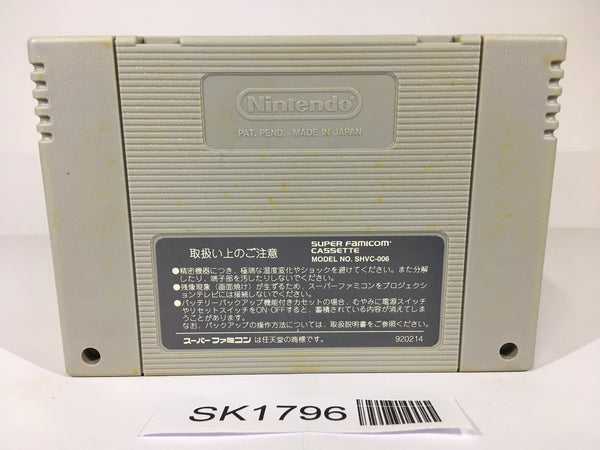 Nintendo
PAT. PEND. MADE IN JAPAN
取扱い上のご注意
SUPER FAMICOM
CASSETTE
MODEL NO. SHVC-006
●精密機器につき、極端な温度変化やショックを避けてください。また分解
したり、端子部を汚したりしないでください。
●残像現象（画面焼け）が生ずるため、スーパーファミコンをプロジェクシ
ョンテレビには接続しないでください。
●バッテリーバックアップ機能付きカセットの場合、むやみに電源スイッチ
やリセットスイッチをON・OFFすると、蓄積されている内容が消えてしま
うことがあります。
なお、バックアップの操作方法については、取扱説明書をご参照ください。
スーパーファミコンは任天堂の商標です。
920214
SK1796